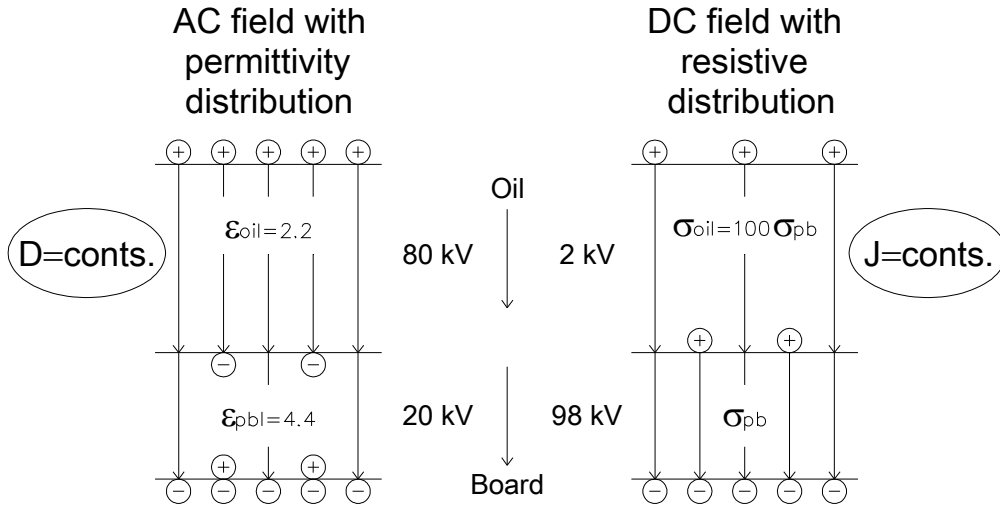 AC field with
permittivity
distribution
DC field with
resistive
distribution
+ + + + +
+ + +
Oil
εoil=2.2
σoil=100σpb
D=conts.
80 kV
2 kV
J=conts.
+ +
− −
εpbl=4.4
20 kV
98 kV
σpb
+ +
Board
− − − − −
− − − − −